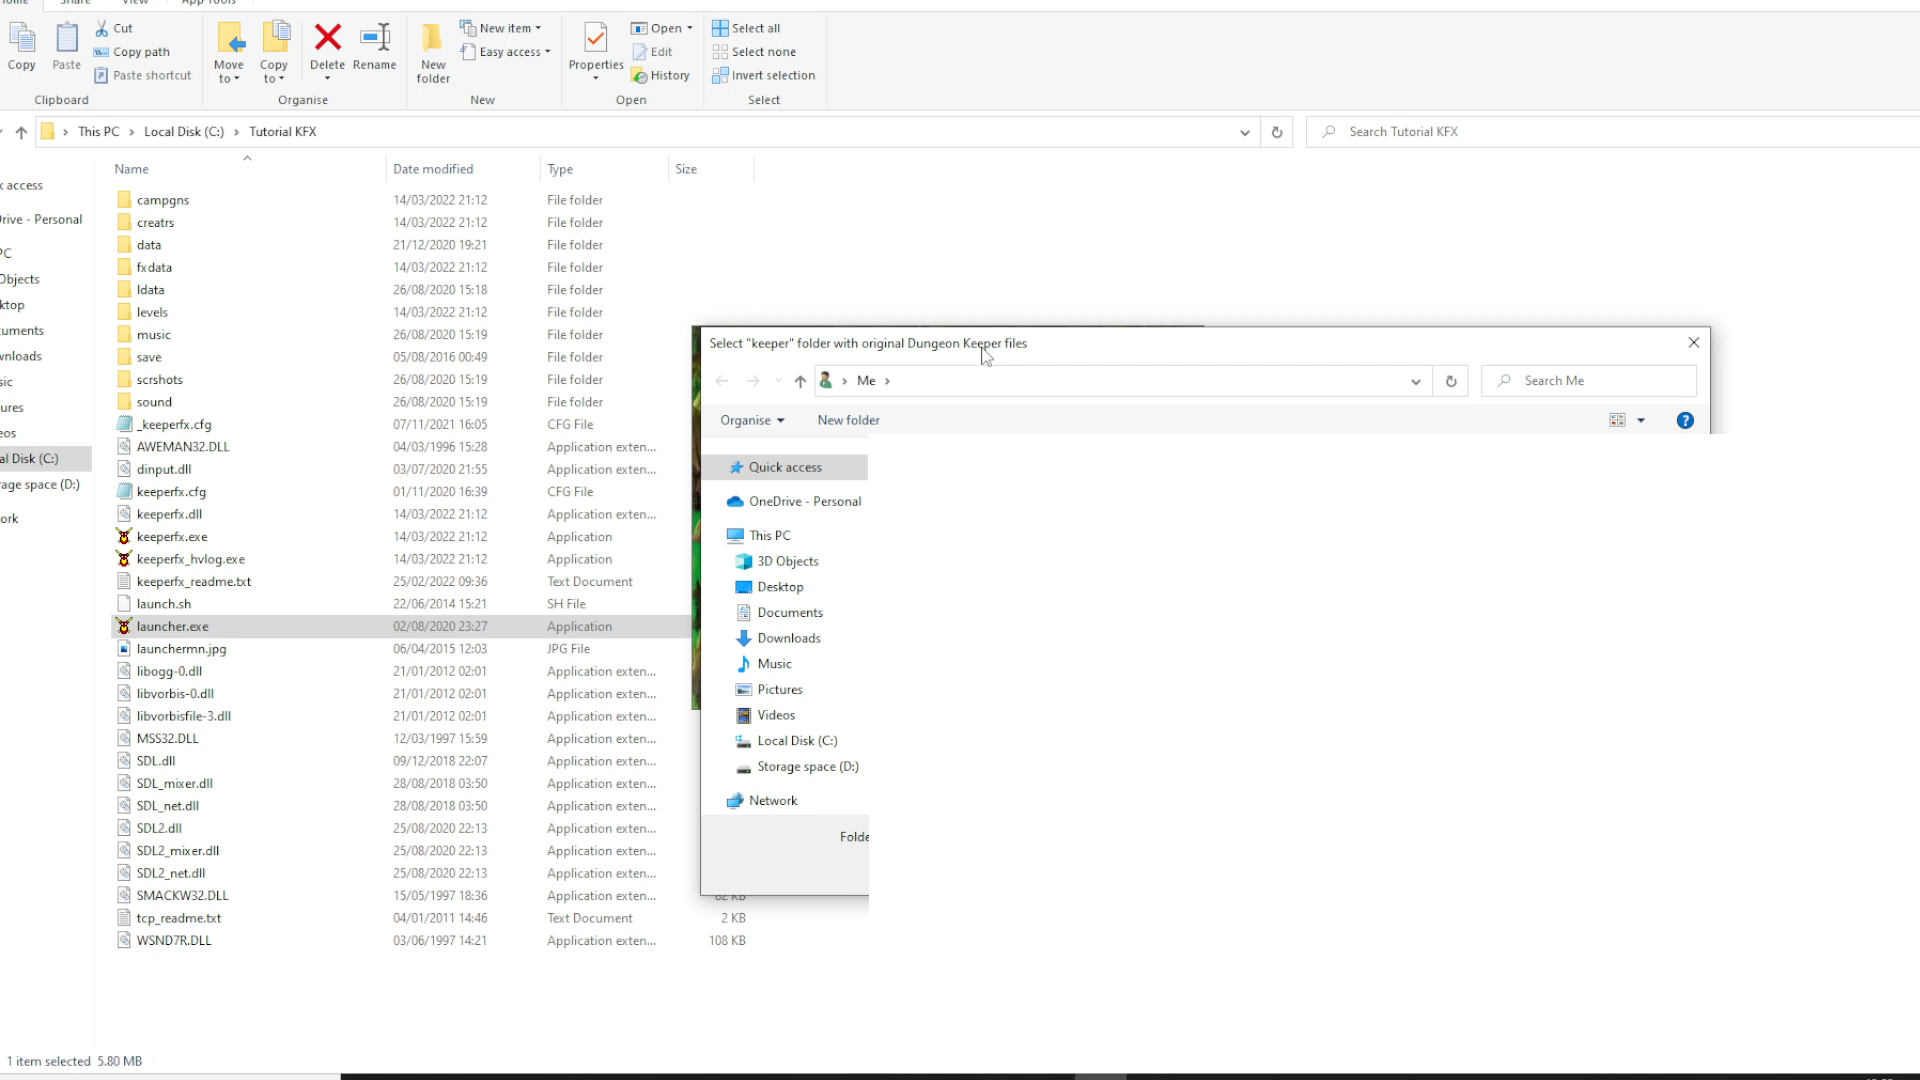 Share View App Tools
Cut
Copy path
Paste shortcut
Copy Paste
Clipboard
Move to Copy to Delete Rename
Organise
New folder
New item
Easy access
New
Properties
Open
Edit
History
Open
Select all
Select none
Invert selection
Select
This PC > Local Disk (C:) > Tutorial KFX
Search Tutorial KFX
Name Date modified Type Size
access
- Personal
top
Disk (C:)
space (D:)
campgns 14/03/2022 21:12 File folder
creatrs 14/03/2022 21:12 File folder
data 21/12/2020 19:21 File folder
fxdata 14/03/2022 21:12 File folder
ldata 26/08/2020 15:18 File folder
levels 14/03/2022 21:12 File folder
music 26/08/2020 15:19 File folder
save 05/08/2016 00:49 File folder
scrshots 26/08/2020 15:19 File folder
sound 26/08/2020 15:19 File folder
_keeperfx.cfg 07/11/2021 16:05 CFG File
AWEMAN32.DLL 04/03/1996 15:28 Application exten...
dinput.dll 03/07/2020 21:55 Application exten...
keeperfx.cfg 01/11/2020 16:39 CFG File
keeperfx.dll 14/03/2022 21:12 Application exten...
keeperfx.exe 14/03/2022 21:12 Application
keeperfx_hvlog.exe 14/03/2022 21:12 Application
keeperfx_readme.txt 25/02/2022 09:36 Text Document
launch.sh 22/06/2014 15:21 SH File
launcher.exe 02/08/2020 23:27 Application
launchermn.jpg 06/04/2015 12:03 JPG File
libogg-0.dll 21/01/2012 02:01 Application exten...
libvorbis-0.dll 21/01/2012 02:01 Application exten...
libvorbisfile-3.dll 21/01/2012 02:01 Application exten...
MSS32.DLL 12/03/1997 15:59 Application exten...
SDL.dll 09/12/2018 22:07 Application exten...
SDL_mixer.dll 28/08/2018 03:50 Application exten...
SDL_net.dll 28/08/2018 03:50 Application exten...
SDL2.dll 25/08/2020 22:13 Application exten...
SDL2_mixer.dll 25/08/2020 22:13 Application exten...
SDL2_net.dll 25/08/2020 22:13 Application exten...
SMACKW32.DLL 15/05/1997 18:36 Application exten... 82 KB
tcp_readme.txt 04/01/2011 14:46 Text Document 2 KB
WSND7R.DLL 03/06/1997 14:21 Application exten... 108 KB
Select "keeper" folder with original Dungeon Keeper files
Me >
Search Me
Organise New folder
Quick access
OneDrive - Personal
This PC
3D Objects
Desktop
Documents
Downloads
Music
Pictures
Videos
Local Disk (C:)
Storage space (D:)
Network
Folde
1 item selected 5.80 MB